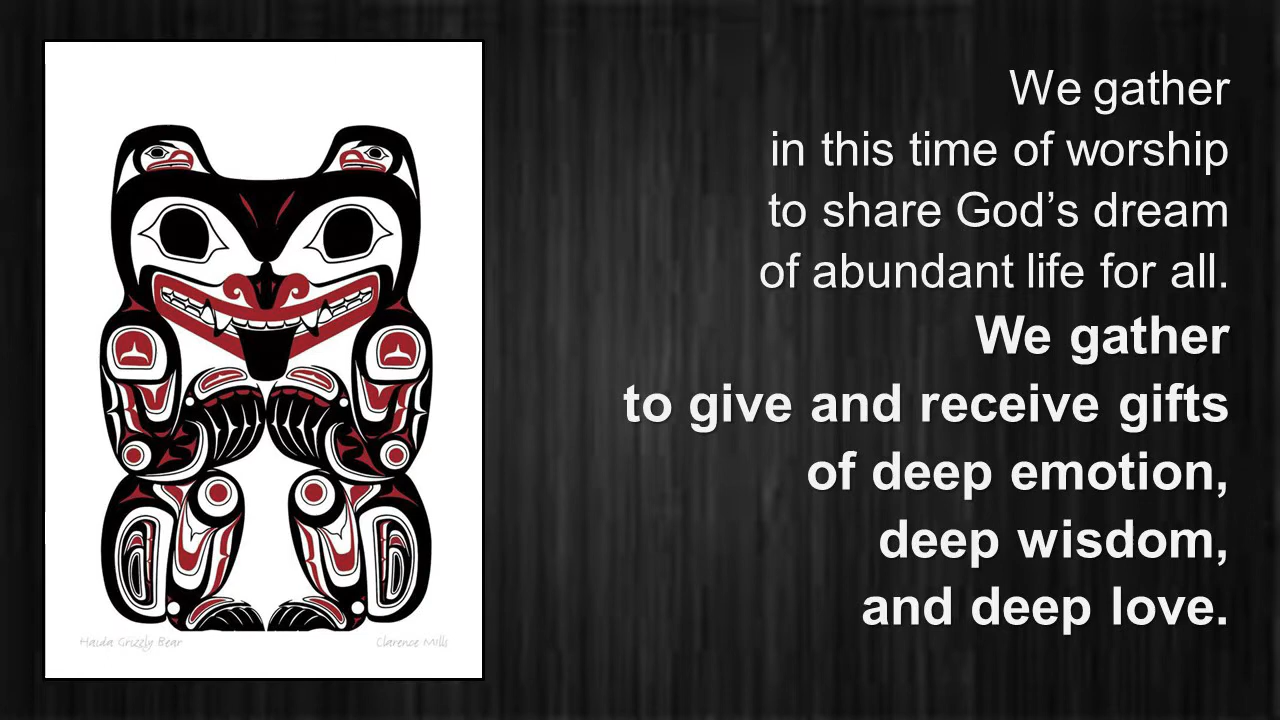 We gather
in this time of worship
to share God’s dream
of abundant life for all.
We gather
to give and receive gifts
of deep emotion,
deep wisdom,
and deep love.
Haida Grizzly Bear
Clarence Mills